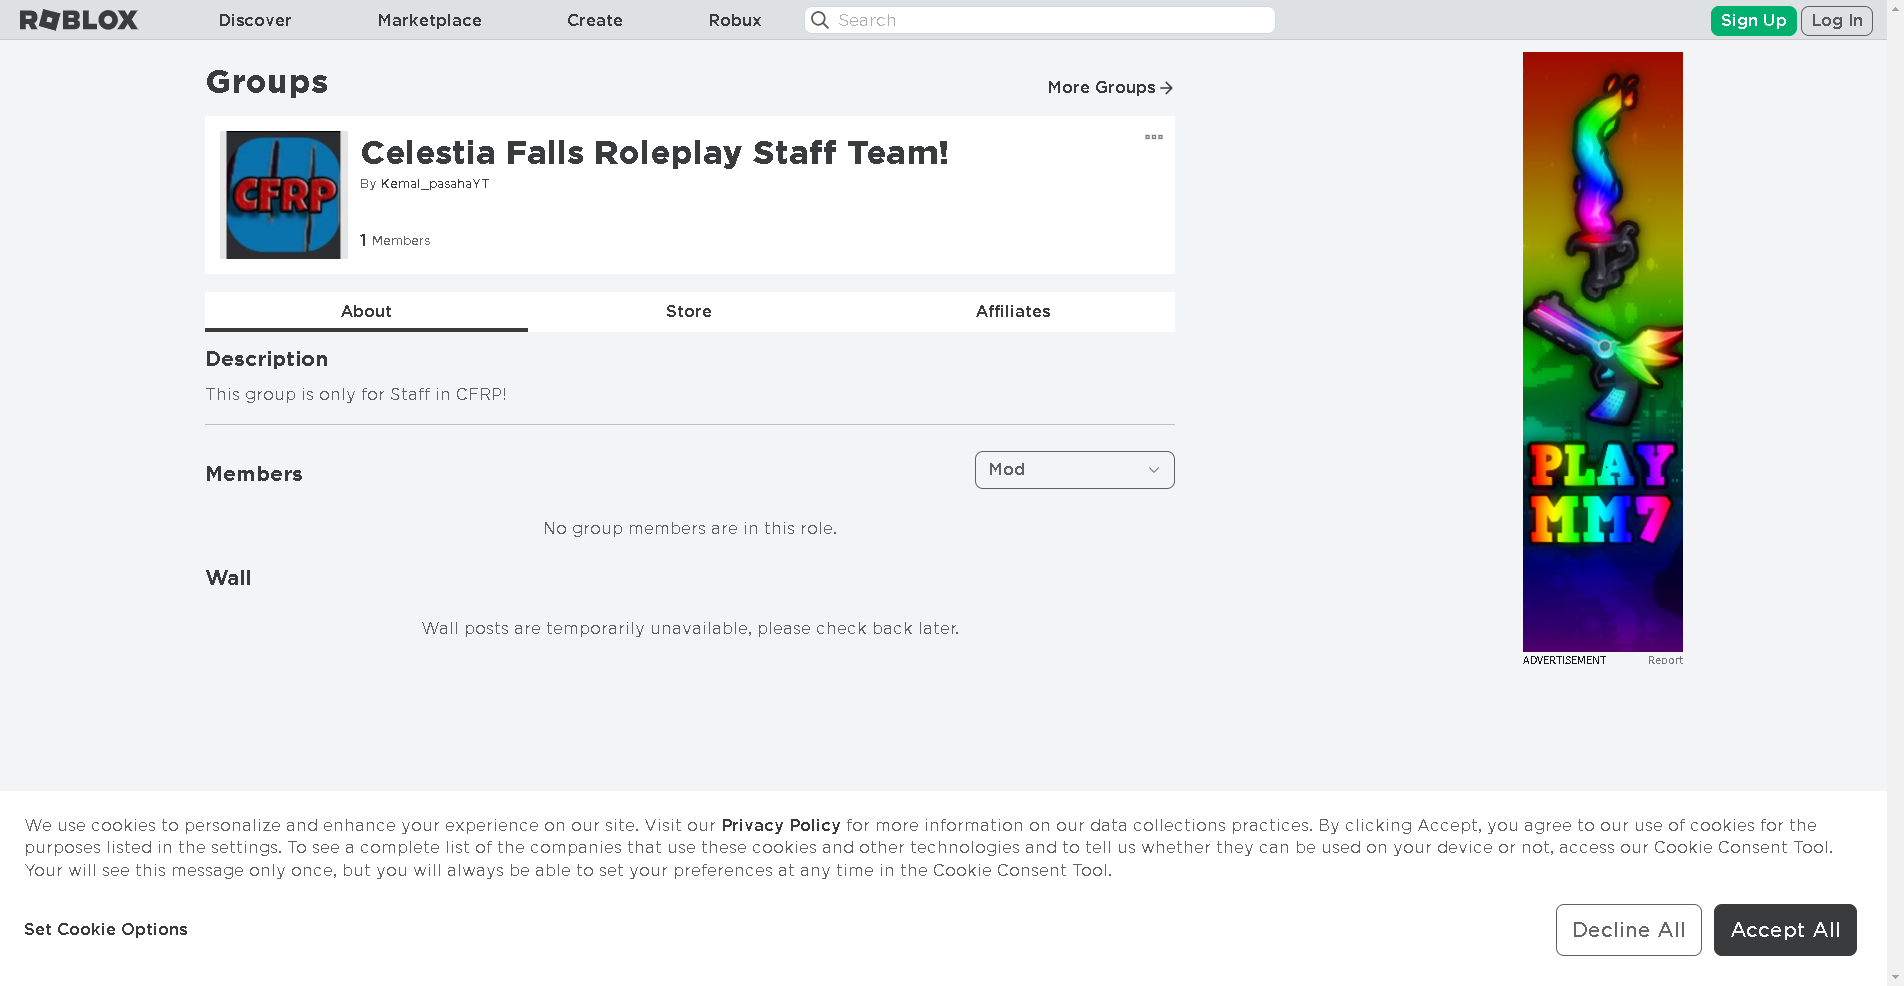 ROBLOX
Discover
Marketplace
Create
Robux
Search
Sign Up
Log In
Groups
More Groups
CFRP
Celestia Falls Roleplay Staff Team!
By Kemal_pasahaYT
1 Members
About
Store
Affiliates
Description
This group is only for Staff in CFRP!
Members
Mod
No group members are in this role.
Wall
Wall posts are temporarily unavailable, please check back later.
PLAY
MM7
ADVERTISEMENT
Report
We use cookies to personalize and enhance your experience on our site. Visit our Privacy Policy for more information on our data collections practices. By clicking Accept, you agree to our use of cookies for the
purposes listed in the settings. To see a complete list of the companies that use these cookies and other technologies and to tell us whether they can be used on your device or not, access our Cookie Consent Tool.
Your will see this message only once, but you will always be able to set your preferences at any time in the Cookie Consent Tool.
Set Cookie Options
Decline All
Accept All